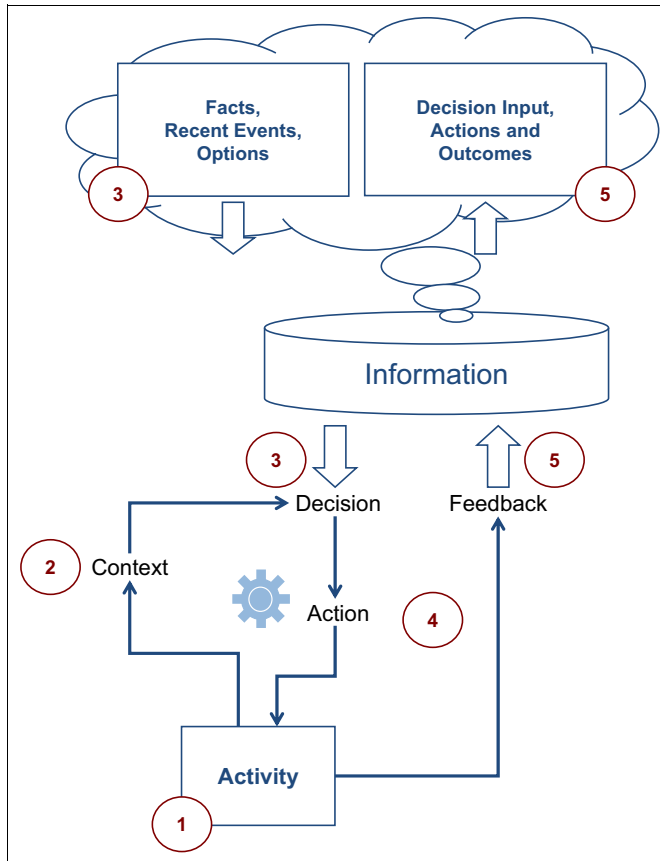 Facts,
Recent Events,
Options
Decision Input,
Actions and
Outcomes
3
5
Information
3
5
Decision
Feedback
2
Context
Action
4
Activity
1